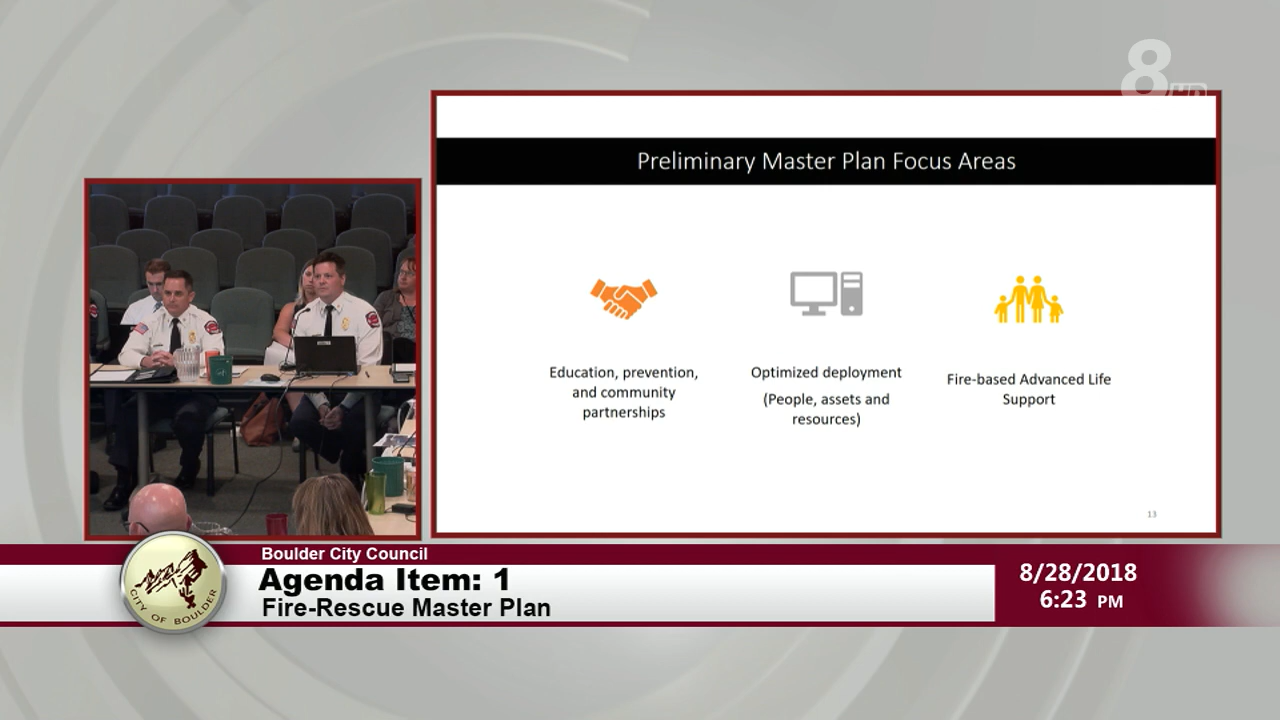 8HD
Preliminary Master Plan Focus Areas
Education, prevention,
and community
partnerships
Optimized deployment
(People, assets and
resources)
Fire-based Advanced Life
Support
13
Boulder City Council
Agenda Item: 1
Fire-Rescue Master Plan
CITY OF BOULDER
8/28/2018
6:23 PM